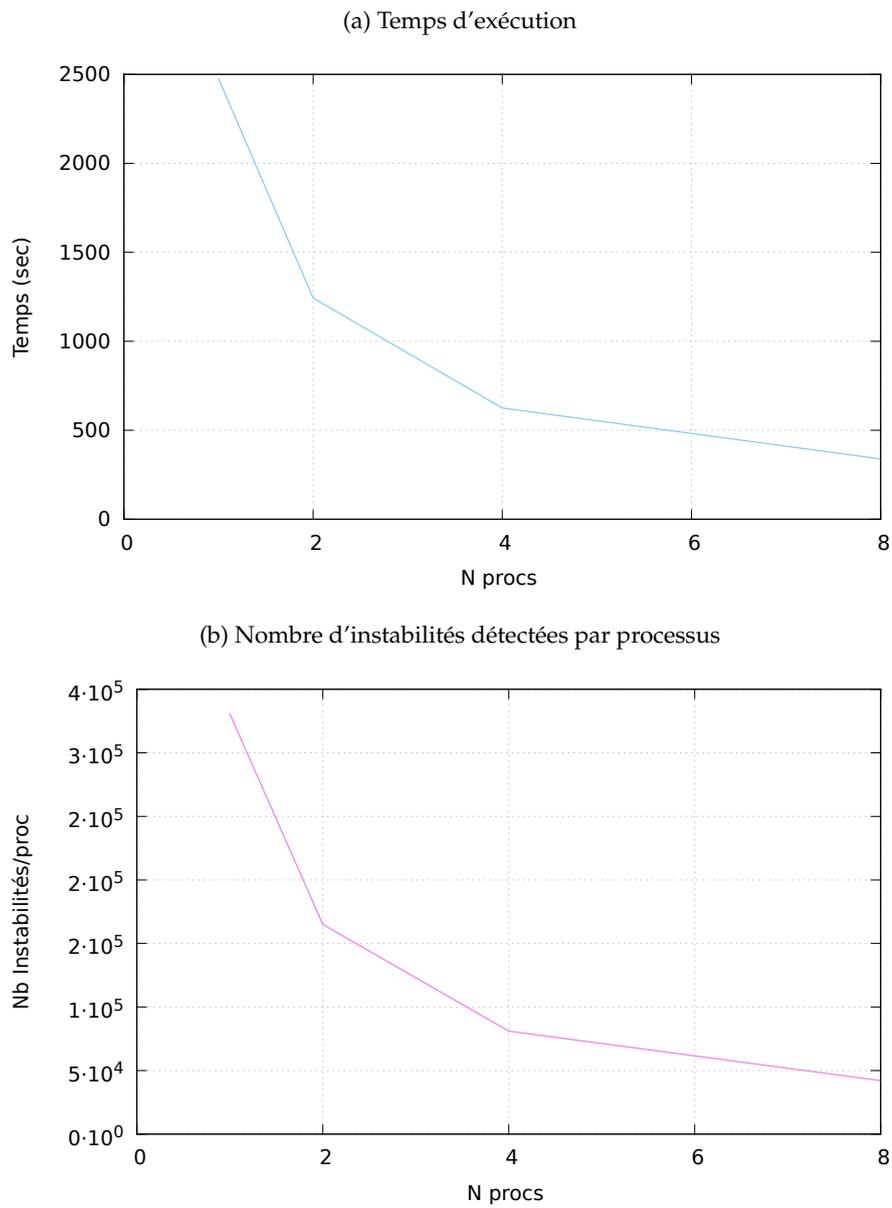 (a) Temps d'exécution
2500
2000
1500
1000
500
0
Temps (sec)
0 2 4 6 8
N procs
(b) Nombre d'instabilités détectées par processus
4·10⁵
3·10⁵
2·10⁵
2·10⁵
2·10⁵
1·10⁵
5·10⁴
0·10⁰
Nb Instabilités/proc
0 2 4 6 8
N procs